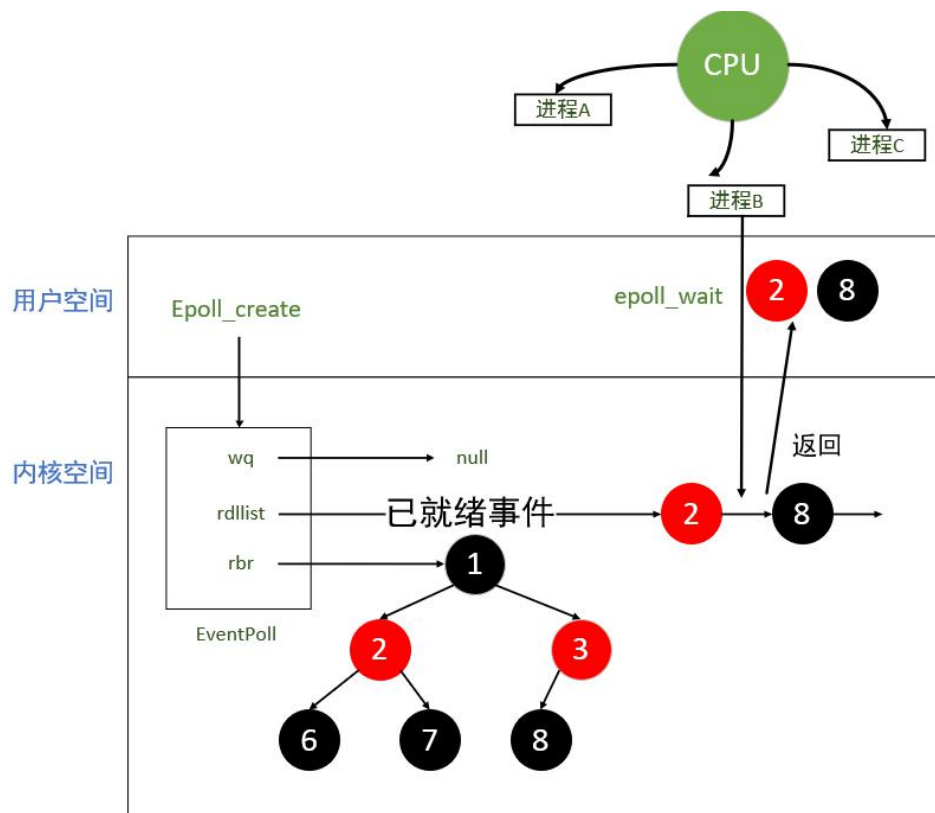 CPU
进程A
进程C
进程B
用户空间
Epoll_create
epoll_wait
2
8
内核空间
wq
null
返回
rdllist
已就绪事件
2
8
rbr
1
EventPoll
2
3
6
7
8